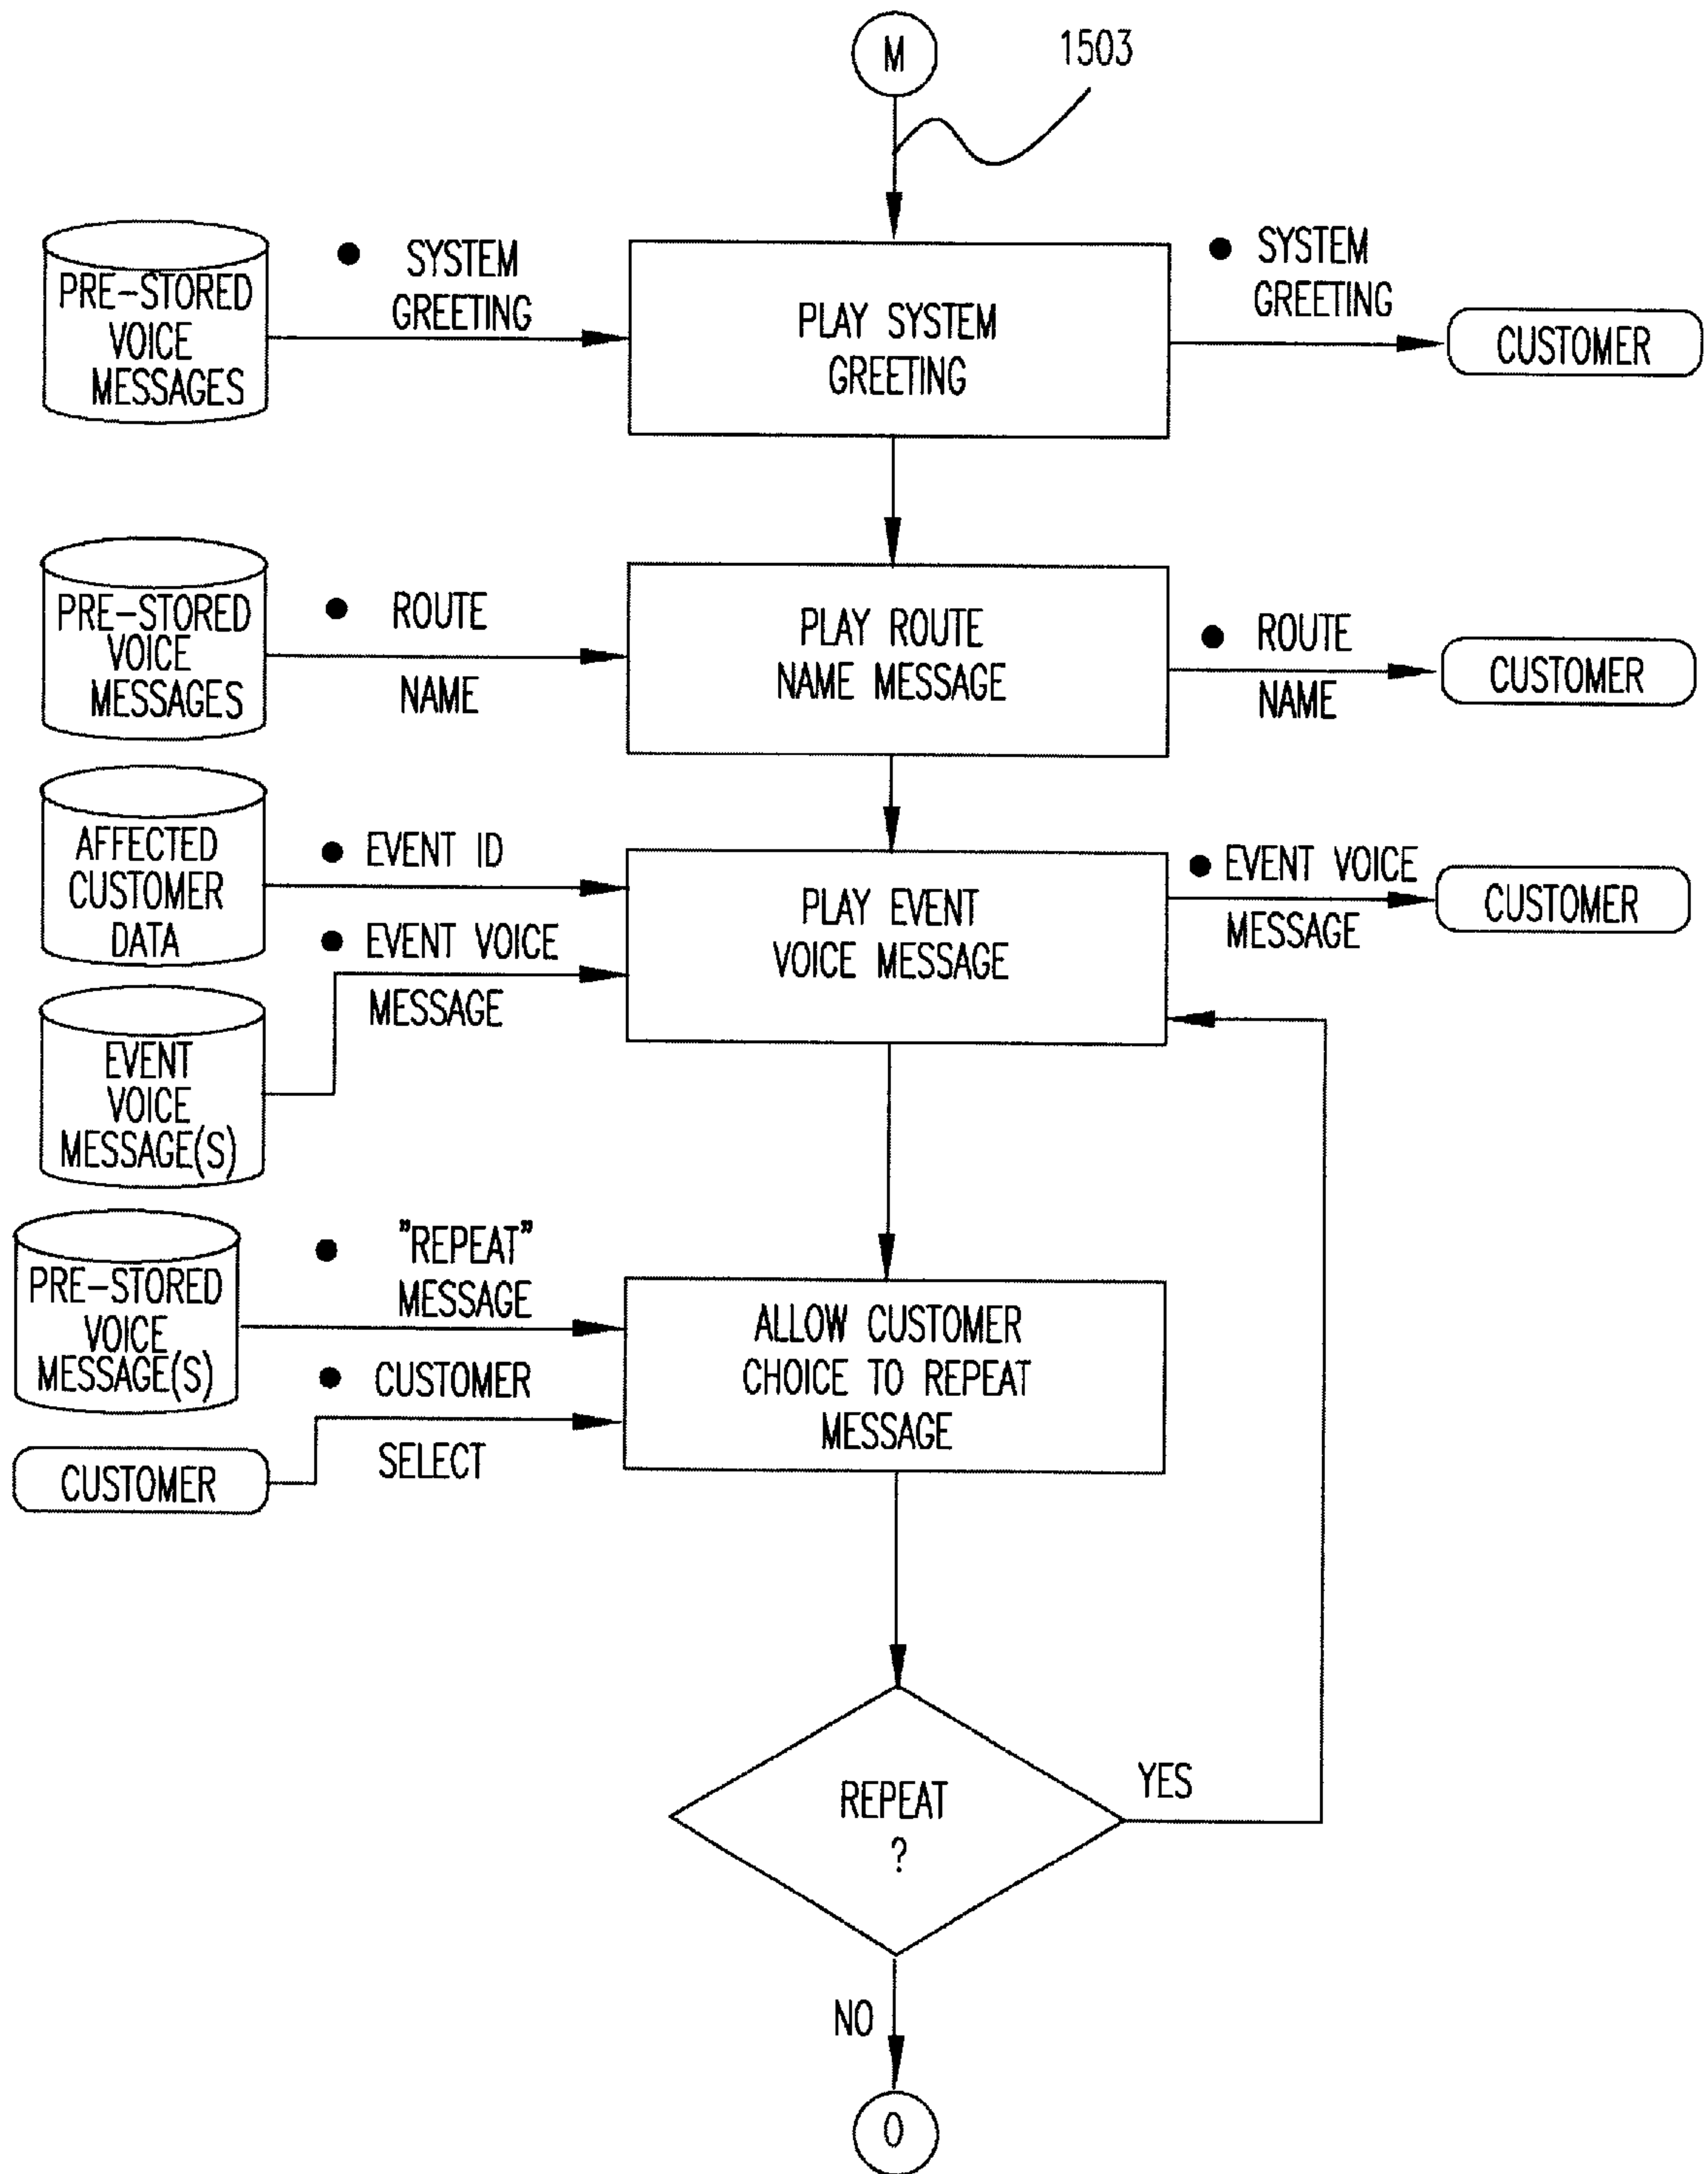 M
1503
PRE-STORED
VOICE
MESSAGES
● SYSTEM
GREETING
PLAY SYSTEM
GREETING
● SYSTEM
GREETING
CUSTOMER
PRE-STORED
VOICE
MESSAGES
● ROUTE
NAME
PLAY ROUTE
NAME MESSAGE
● ROUTE
NAME
CUSTOMER
AFFECTED
CUSTOMER
DATA
● EVENT ID
EVENT
VOICE
MESSAGE(S)
● EVENT VOICE
MESSAGE
PLAY EVENT
VOICE MESSAGE
● EVENT VOICE
MESSAGE
CUSTOMER
PRE-STORED
VOICE
MESSAGE(S)
● "REPEAT"
MESSAGE
CUSTOMER
● CUSTOMER
SELECT
ALLOW CUSTOMER
CHOICE TO REPEAT
MESSAGE
REPEAT
?
YES
NO
O